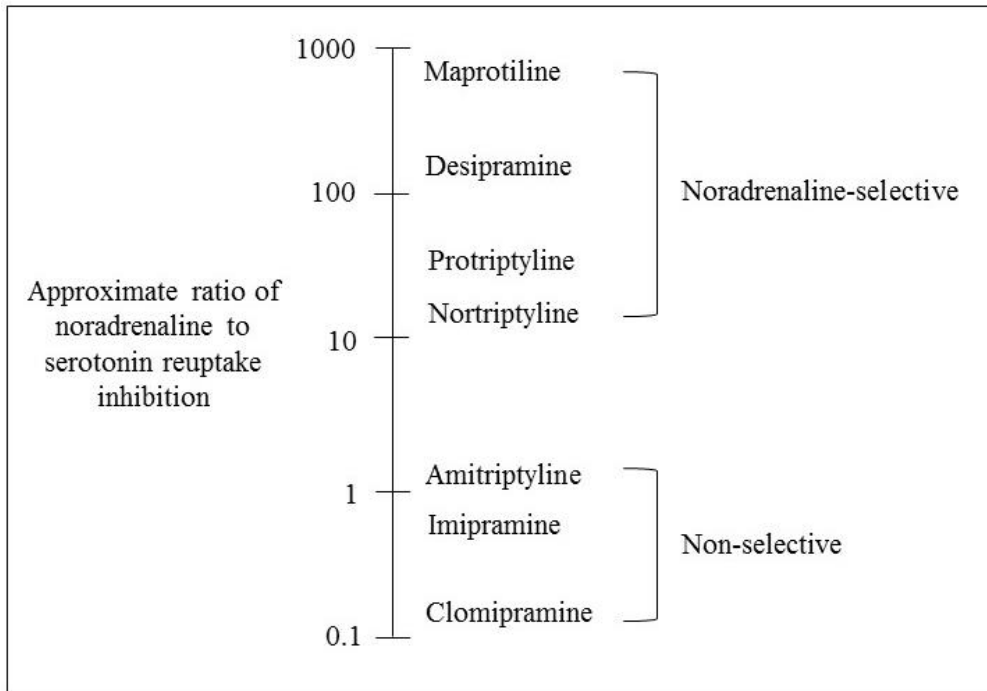 1000
Maprotiline
Desipramine
100
Noradrenaline-selective
Protriptyline
Approximate ratio of
noradrenaline to
serotonin reuptake
inhibition
Nortriptyline
10
Amitriptyline
1
Imipramine
Non-selective
Clomipramine
0.1